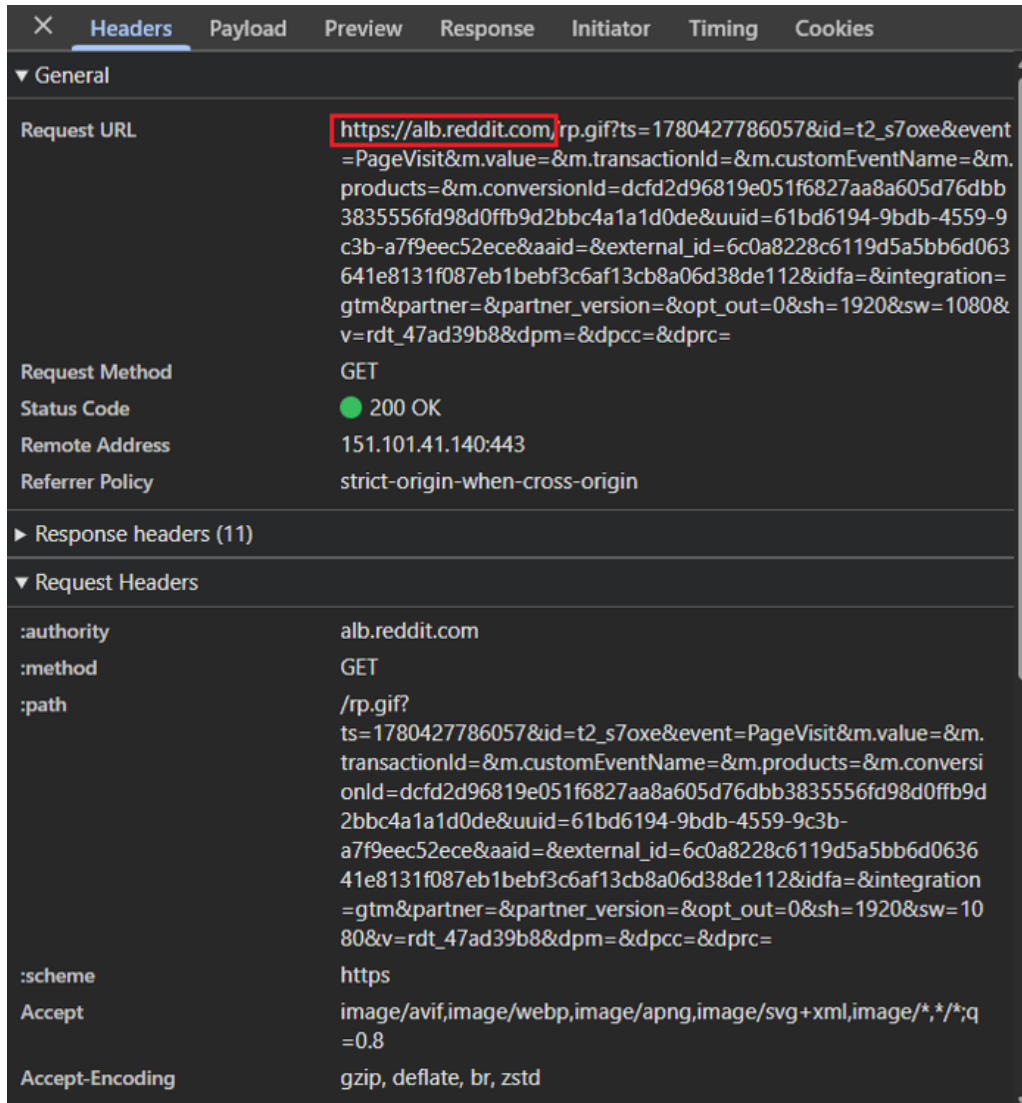 Headers Payload Preview Response Initiator Timing Cookies
General
Request URL https://alb.reddit.com/rp.gif?ts=1780427786057&id=t2_s7oxe&event
=PageVisit&m.value=&m.transactionId=&m.customEventName=&m.
products=&m.conversionId=dcfd2d96819e051f6827aa8a605d76dbb
3835556fd98d0ffb9d2bbc4a1a1d0de&uuid=61bd6194-9bdb-4559-9
c3b-a7f9eec52ece&aaid=&external_id=6c0a8228c6119d5a5bb6d063
641e8131f087eb1bebf3c6af13cb8a06d38de112&idfa=&integration=
gtm&partner=&partner_version=&opt_out=0&sh=1920&sw=1080&
v=rdt_47ad39b8&dpm=&dpcc=&dprc=
Request Method GET
Status Code 200 OK
Remote Address 151.101.41.140:443
Referrer Policy strict-origin-when-cross-origin
Response headers (11)
Request Headers
:authority alb.reddit.com
:method GET
:path /rp.gif?
ts=1780427786057&id=t2_s7oxe&event=PageVisit&m.value=&m.
transactionId=&m.customEventName=&m.products=&m.conversi
onId=dcfd2d96819e051f6827aa8a605d76dbb3835556fd98d0ffb9d
2bbc4a1a1d0de&uuid=61bd6194-9bdb-4559-9c3b-
a7f9eec52ece&aaid=&external_id=6c0a8228c6119d5a5bb6d0636
41e8131f087eb1bebf3c6af13cb8a06d38de112&idfa=&integration
=gtm&partner=&partner_version=&opt_out=0&sh=1920&sw=10
80&v=rdt_47ad39b8&dpm=&dpcc=&dprc=
:scheme https
Accept image/avif,image/webp,image/apng,image/svg+xml,image/*,*/*;q
=0.8
Accept-Encoding gzip, deflate, br, zstd